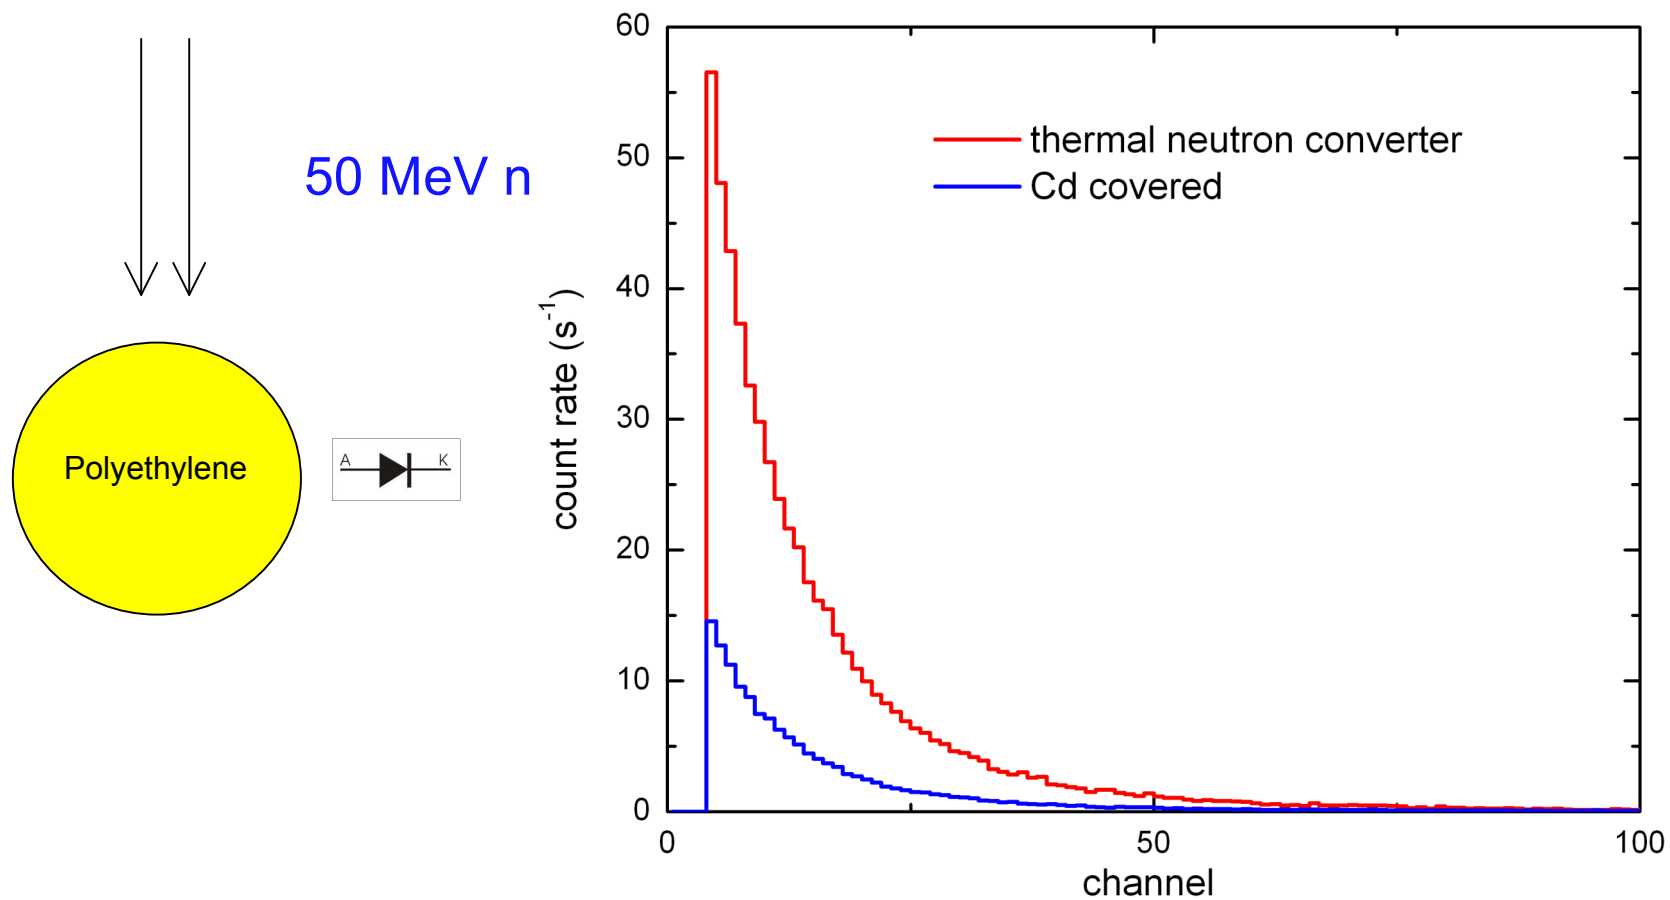 50 MeV n
Polyethylene
A K
60
50
40
30
20
10
0
count rate (s-1)
thermal neutron converter
Cd covered
0 50 100
channel